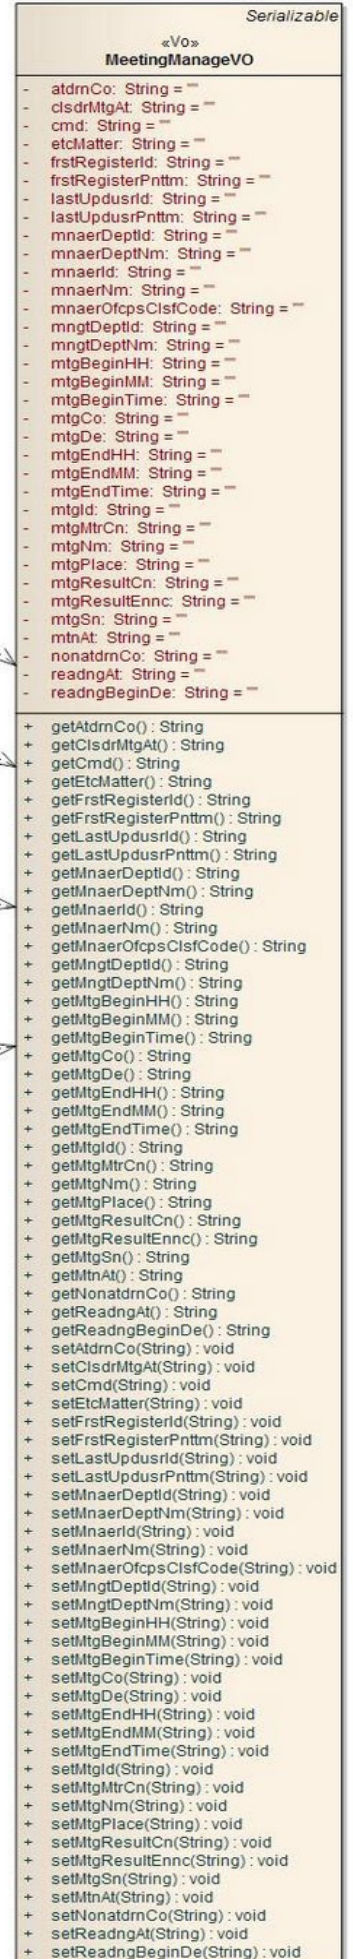 Serializable
«Vo»
MeetingManageVO
- atdrnCo: String = ""
- clsdrMtgAt: String = ""
- cmd: String = ""
- etcMatter: String = ""
- frstRegisterId: String = ""
- frstRegisterPnttm: String = ""
- lastUpdusrId: String = ""
- lastUpdusrPnttm: String = ""
- mnaerDeptId: String = ""
- mnaerDeptNm: String = ""
- mnaerId: String = ""
- mnaerNm: String = ""
- mnaerOfcpsClsfCode: String = ""
- mngtDeptId: String = ""
- mngtDeptNm: String = ""
- mtgBeginHH: String = ""
- mtgBeginMM: String = ""
- mtgBeginTime: String = ""
- mtgCo: String = ""
- mtgDe: String = ""
- mtgEndHH: String = ""
- mtgEndMM: String = ""
- mtgEndTime: String = ""
- mtgId: String = ""
- mtgMtrCn: String = ""
- mtgNm: String = ""
- mtgPlace: String = ""
- mtgResultCn: String = ""
- mtgResultEnnc: String = ""
- mtgSn: String = ""
- mtnAt: String = ""
- nonatdrnCo: String = ""
- readngAt: String = ""
- readngBeginDe: String = ""
+ getAtdrnCo() : String
+ getClsdrMtgAt() : String
+ getCmd() : String
+ getEtcMatter() : String
+ getFrstRegisterId() : String
+ getFrstRegisterPnttm() : String
+ getLastUpdusrId() : String
+ getLastUpdusrPnttm() : String
+ getMnaerDeptId() : String
+ getMnaerDeptNm() : String
+ getMnaerId() : String
+ getMnaerNm() : String
+ getMnaerOfcpsClsfCode() : String
+ getMngtDeptId() : String
+ getMngtDeptNm() : String
+ getMtgBeginHH() : String
+ getMtgBeginMM() : String
+ getMtgBeginTime() : String
+ getMtgCo() : String
+ getMtgDe() : String
+ getMtgEndHH() : String
+ getMtgEndMM() : String
+ getMtgEndTime() : String
+ getMtgId() : String
+ getMtgMtrCn() : String
+ getMtgNm() : String
+ getMtgPlace() : String
+ getMtgResultCn() : String
+ getMtgResultEnnc() : String
+ getMtgSn() : String
+ getMtnAt() : String
+ getNonatdrnCo() : String
+ getReadngAt() : String
+ getReadngBeginDe() : String
+ setAtdrnCo(String) : void
+ setClsdrMtgAt(String) : void
+ setCmd(String) : void
+ setEtcMatter(String) : void
+ setFrstRegisterId(String) : void
+ setFrstRegisterPnttm(String) : void
+ setLastUpdusrId(String) : void
+ setLastUpdusrPnttm(String) : void
+ setMnaerDeptId(String) : void
+ setMnaerDeptNm(String) : void
+ setMnaerId(String) : void
+ setMnaerNm(String) : void
+ setMnaerOfcpsClsfCode(String) : void
+ setMngtDeptId(String) : void
+ setMngtDeptNm(String) : void
+ setMtgBeginHH(String) : void
+ setMtgBeginMM(String) : void
+ setMtgBeginTime(String) : void
+ setMtgCo(String) : void
+ setMtgDe(String) : void
+ setMtgEndHH(String) : void
+ setMtgEndMM(String) : void
+ setMtgEndTime(String) : void
+ setMtgId(String) : void
+ setMtgMtrCn(String) : void
+ setMtgNm(String) : void
+ setMtgPlace(String) : void
+ setMtgResultCn(String) : void
+ setMtgResultEnnc(String) : void
+ setMtgSn(String) : void
+ setMtnAt(String) : void
+ setNonatdrnCo(String) : void
+ setReadngAt(String) : void
+ setReadngBeginDe(String) : void